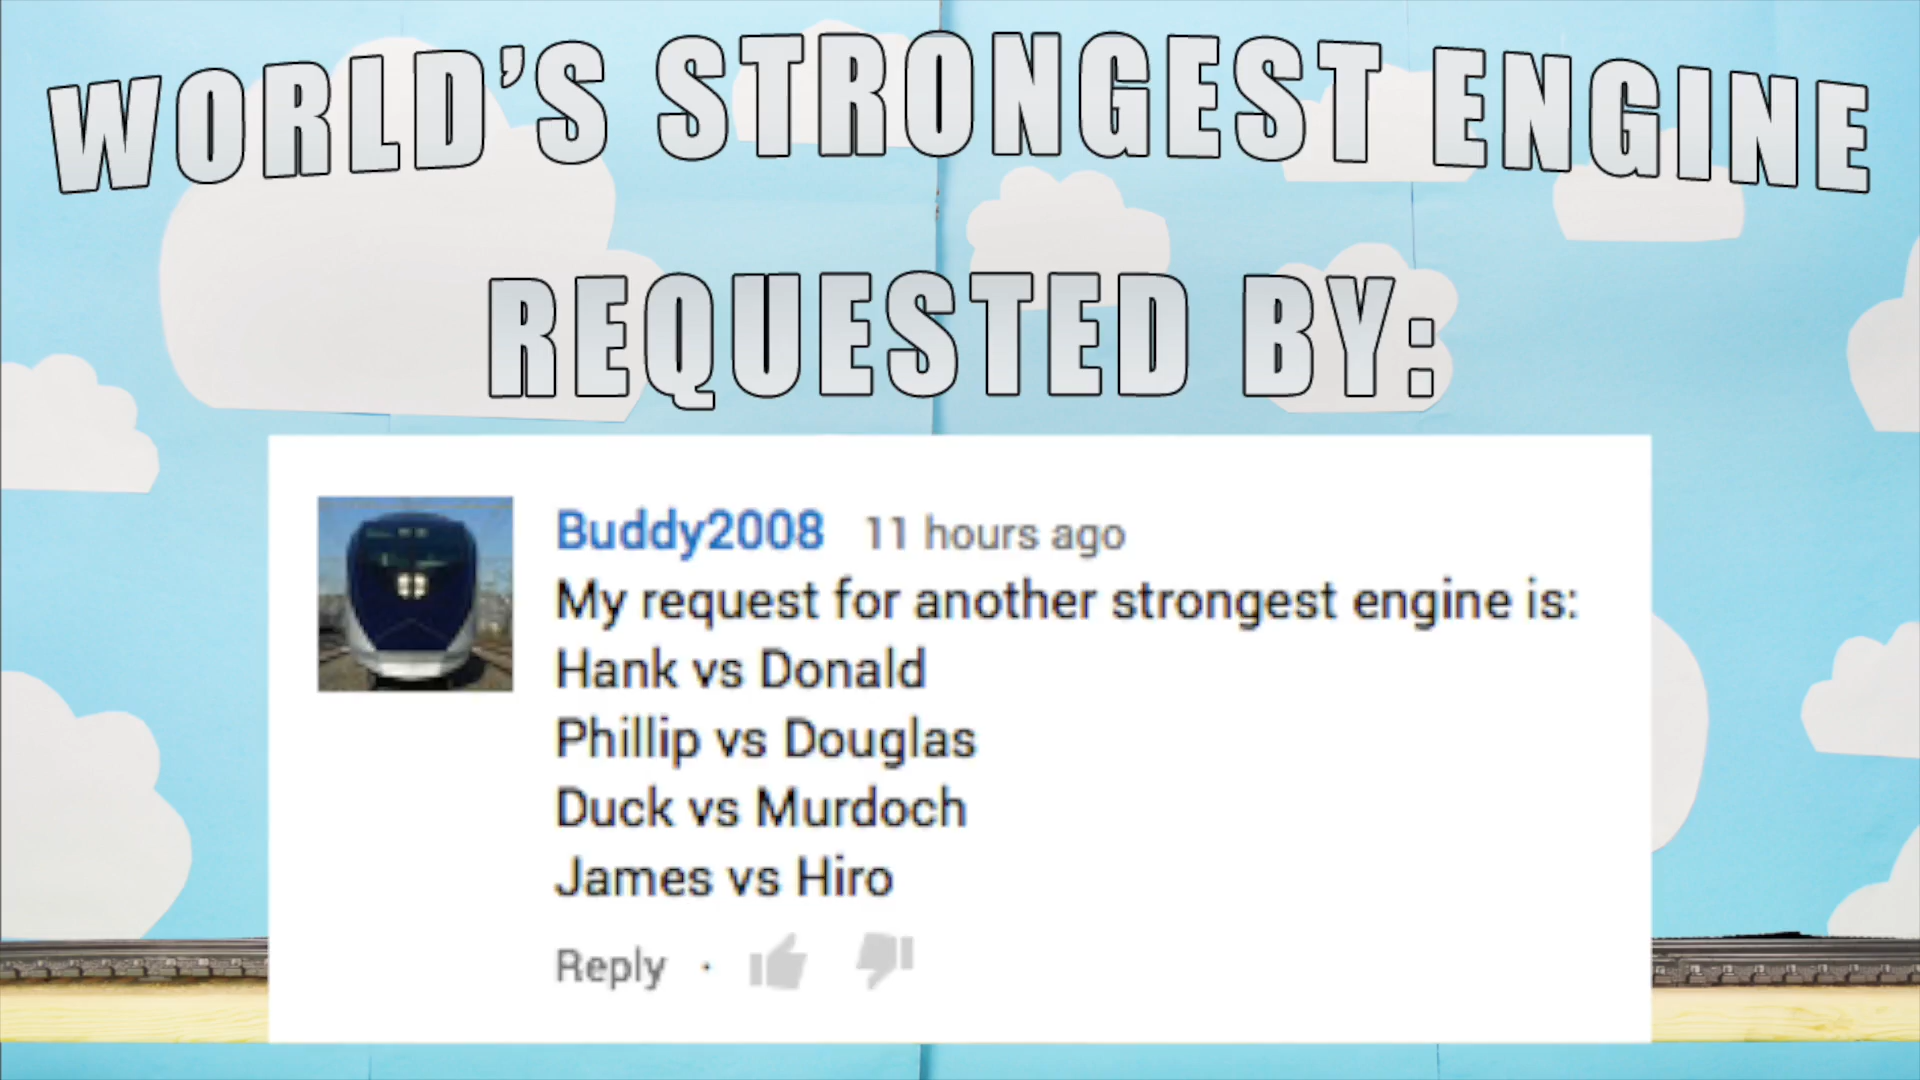 WORLD'S STRONGEST ENGINE
REQUESTED BY:
Buddy2008 11 hours ago
My request for another strongest engine is:
Hank vs Donald
Phillip vs Douglas
Duck vs Murdoch
James vs Hiro
Reply ·